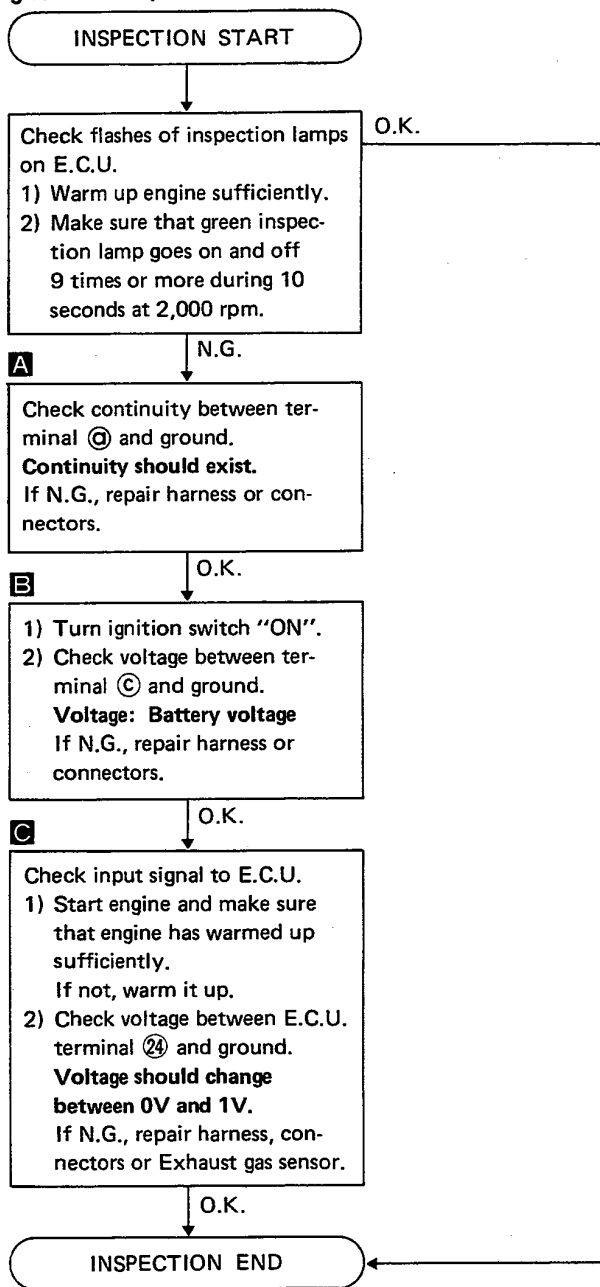 INSPECTION START
Check flashes of inspection lamps
on E.C.U.
1) Warm up engine sufficiently.
2) Make sure that green inspec-
tion lamp goes on and off
9 times or more during 10
seconds at 2,000 rpm.
O.K.
N.G.
A
Check continuity between ter-
minal ⓐ and ground.
Continuity should exist.
If N.G., repair harness or con-
nectors.
O.K.
B
1) Turn ignition switch "ON".
2) Check voltage between ter-
minal ⓒ and ground.
Voltage: Battery voltage
If N.G., repair harness or
connectors.
O.K.
C
Check input signal to E.C.U.
1) Start engine and make sure
that engine has warmed up
sufficiently.
If not, warm it up.
2) Check voltage between E.C.U.
terminal ㉔ and ground.
Voltage should change
between 0V and 1V.
If N.G., repair harness, con-
nectors or Exhaust gas sensor.
O.K.
INSPECTION END